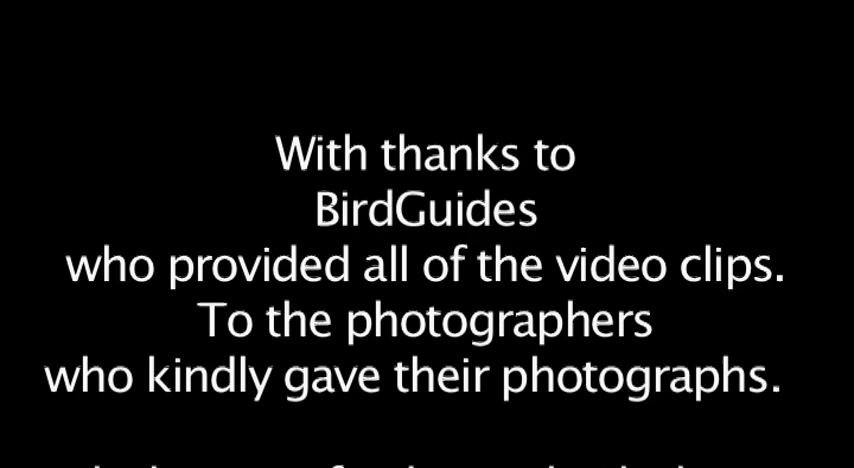 With thanks to
BirdGuides
who provided all of the video clips.
To the photographers
who kindly gave their photographs.